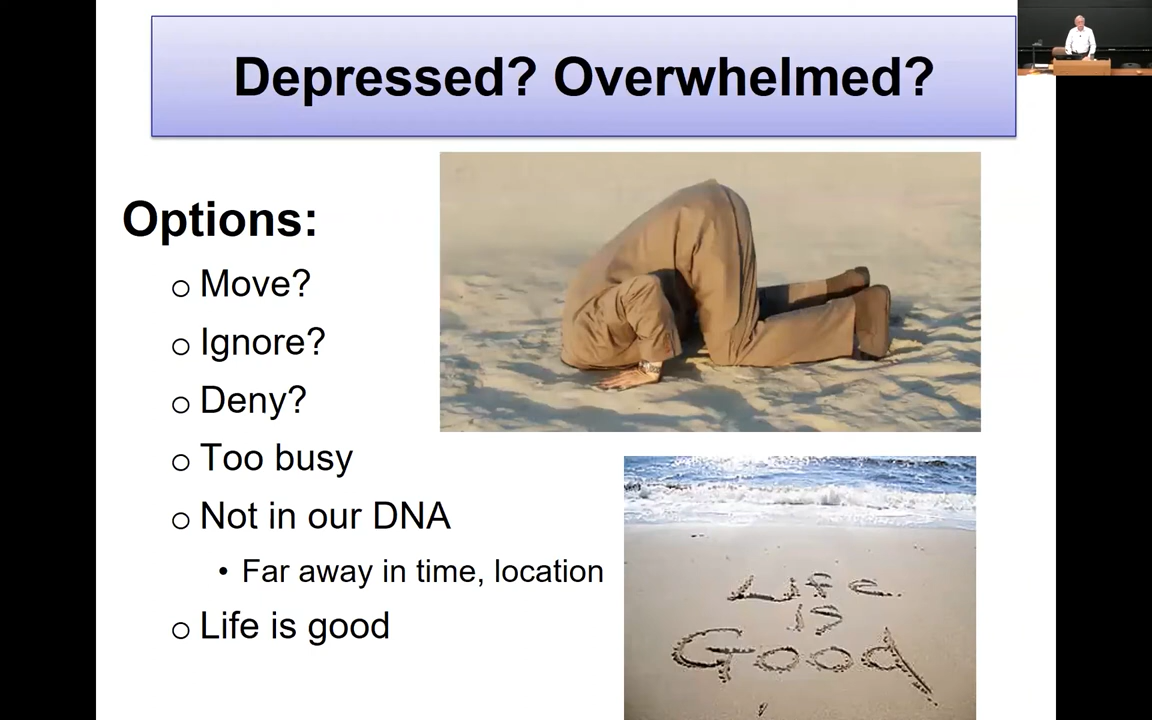 Depressed? Overwhelmed?
Options:
Move?
Ignore?
Deny?
Too busy
Not in our DNA
Far away in time, location
Life is good
Life
is
Good